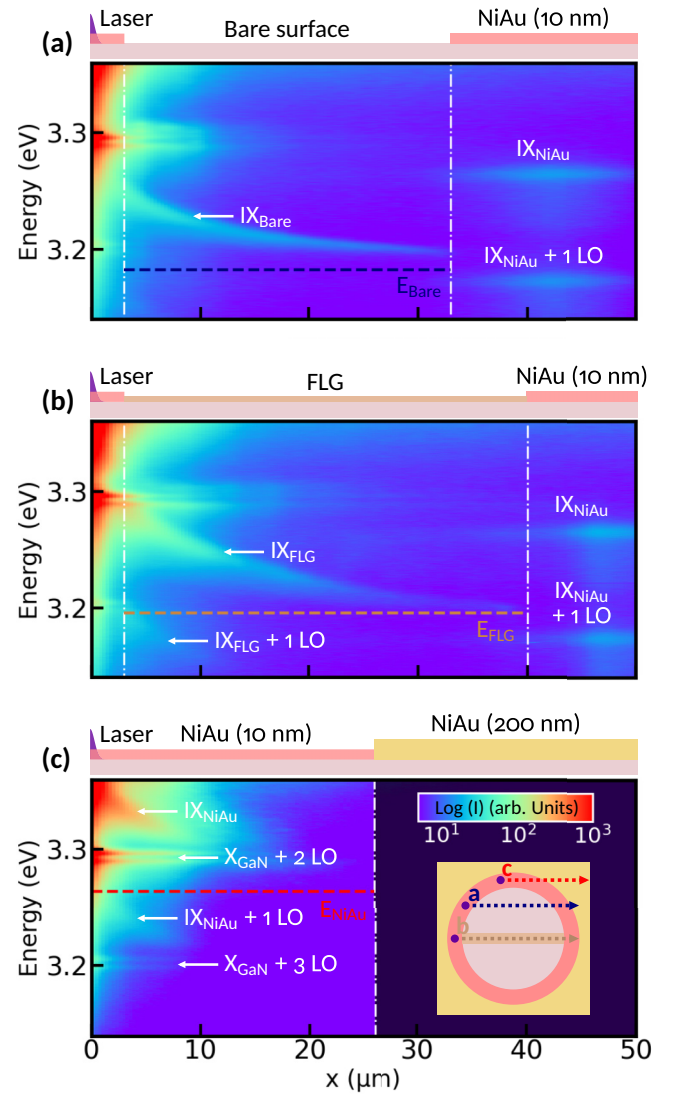 Laser
NiAu (10 nm)
(a)
Bare surface
Energy (eV)
3.3
3.2
IX_NiAu
IX_Bare
IX_NiAu + 1 LO
E_Bare
Laser
FLG
NiAu (10 nm)
(b)
Energy (eV)
3.3
3.2
IX_NiAu
IX_FLG
IX_NiAu
+ 1 LO
E_FLG
IX_FLG + 1 LO
Laser
NiAu (10 nm)
NiAu (200 nm)
(c)
Energy (eV)
3.3
3.2
IX_NiAu
X_GaN + 2 LO
E_NiAu
IX_NiAu + 1 LO
X_GaN + 3 LO
Log (I) (arb. Units)
10^1 10^2 10^3
c
a
b
0 10 20 30 40 50
x (μm)